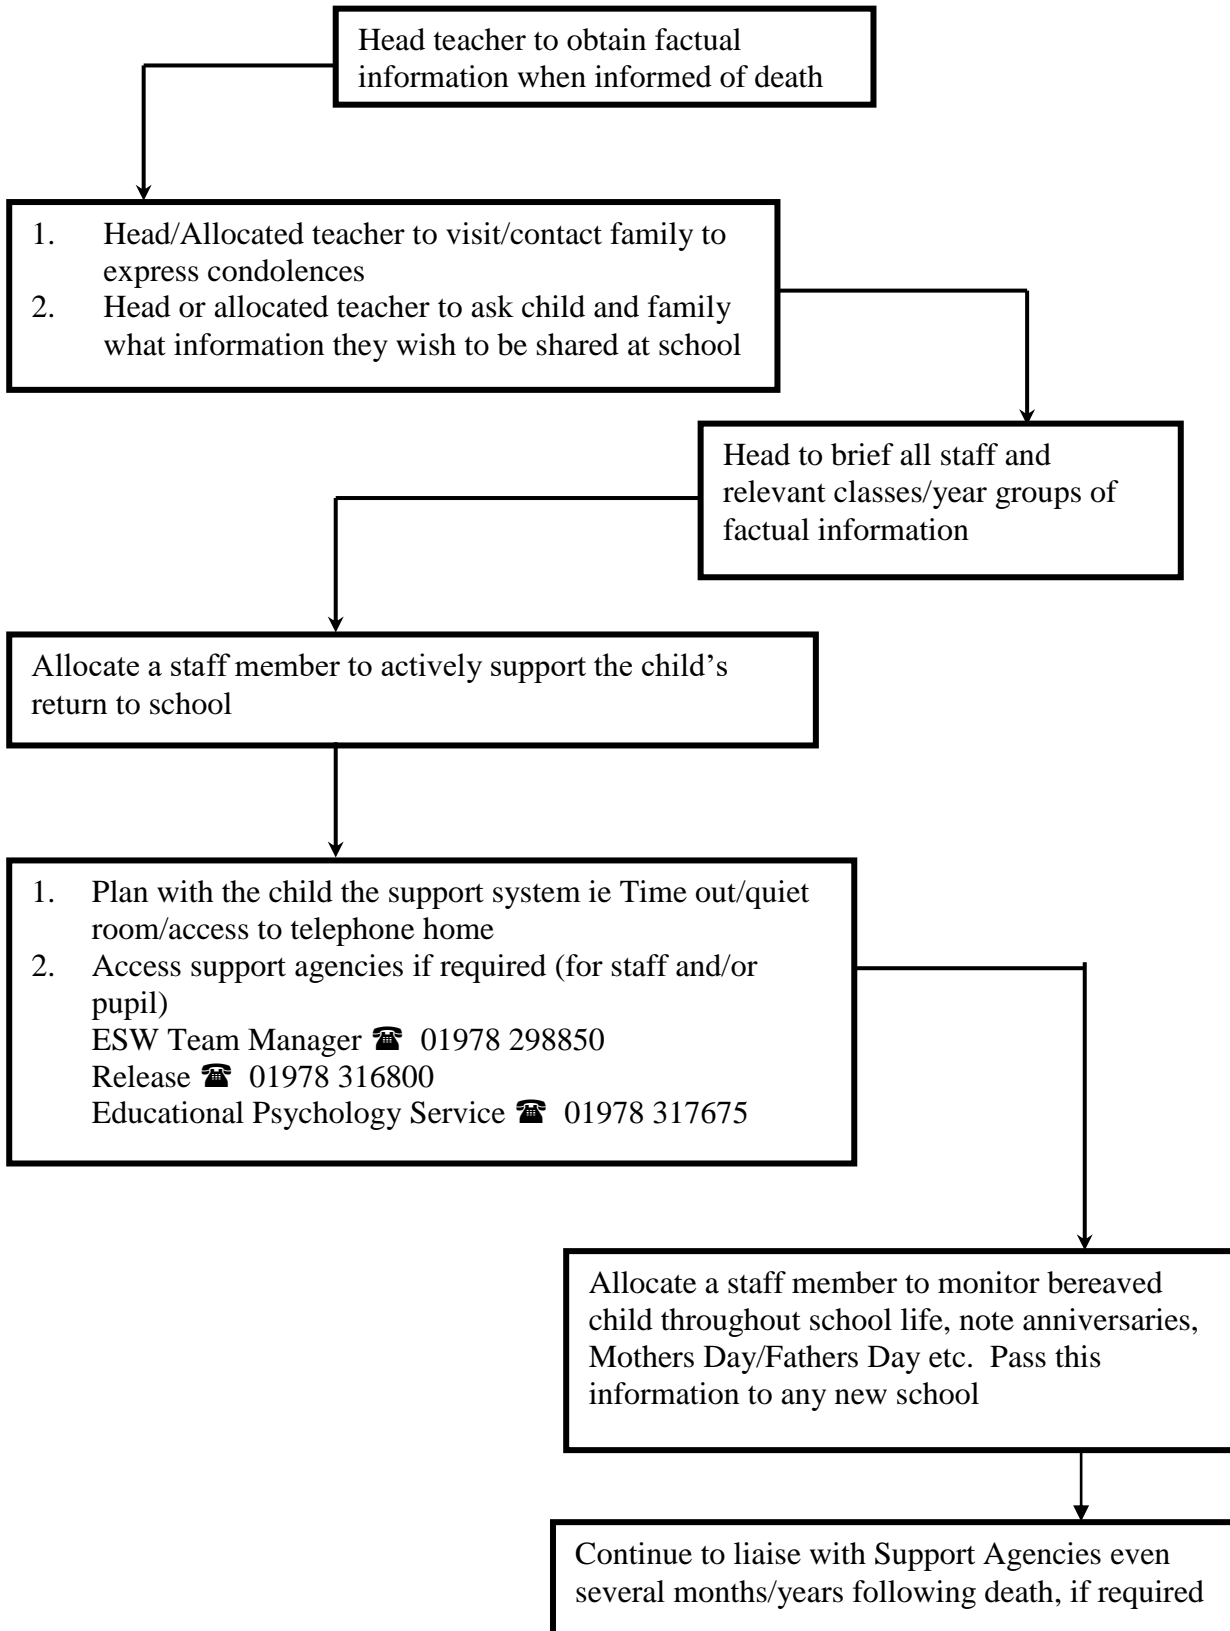 Head teacher to obtain factual
information when informed of death
1. Head/Allocated teacher to visit/contact family to
express condolences
2. Head or allocated teacher to ask child and family
what information they wish to be shared at school
Head to brief all staff and
relevant classes/year groups of
factual information
Allocate a staff member to actively support the child’s
return to school
1. Plan with the child the support system ie Time out/quiet
room/access to telephone home
2. Access support agencies if required (for staff and/or
pupil)
ESW Team Manager ☎ 01978 298850
Release ☎ 01978 316800
Educational Psychology Service ☎ 01978 317675
Allocate a staff member to monitor bereaved
child throughout school life, note anniversaries,
Mothers Day/Fathers Day etc. Pass this
information to any new school
Continue to liaise with Support Agencies even
several months/years following death, if required